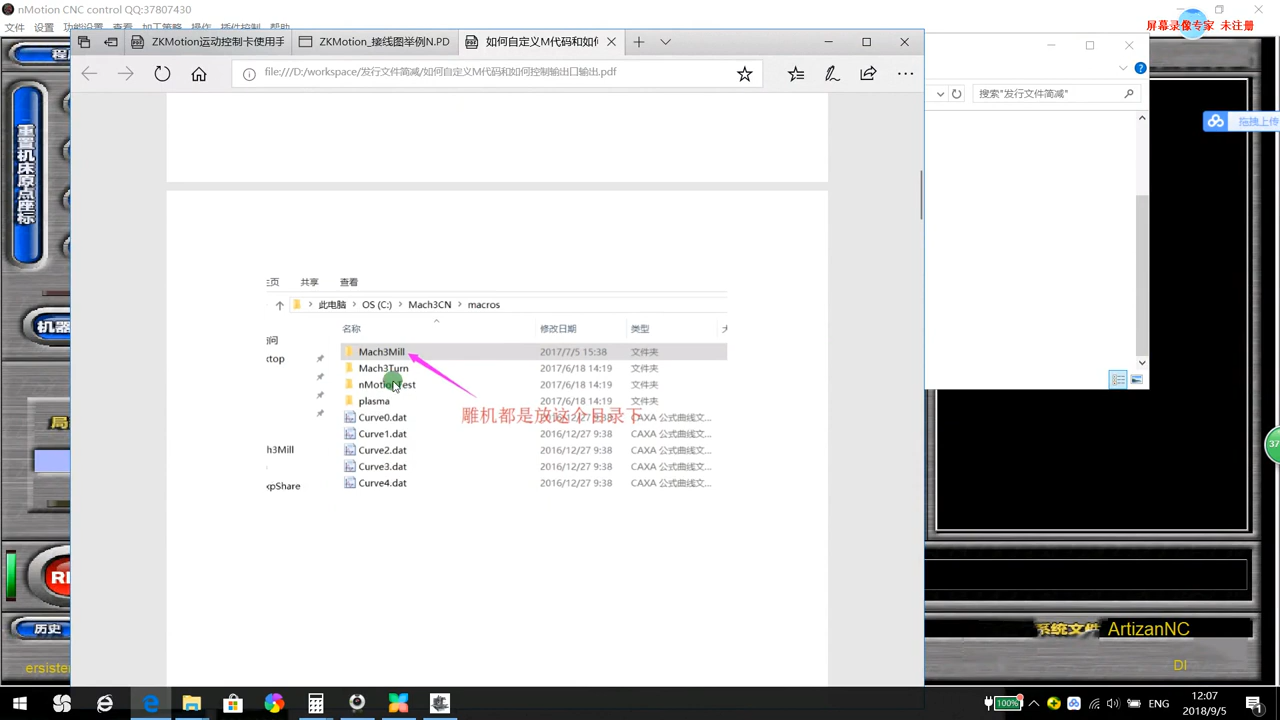 nMotion CNC control QQ:37807430
文件 设置 功能设置 查看 加工策略 操作 插件控制 帮助
屏幕录像专家 未注册
ZKMotion运动控制卡使用手
ZKMotion_接线图举例N.PD
如何自定义M代码和如何
file:///D:/workspace/发行文件简减/如何自定义M代码和如何控制输出口输出.pdf
搜索"发行文件简减"
拖拽上传
重置机床原点座标
共享 查看
此电脑 > OS (C:) > Mach3CN > macros
名称 修改日期 类型
Mach3Mill 2017/7/5 15:38 文件夹
Mach3Turn 2017/6/18 14:19 文件夹
nMotionTest 2017/6/18 14:19 文件夹
plasma 2017/6/18 14:19 文件夹
雕机都是放这个目录下
Curve0.dat 2016/12/27 9:38 CAXA 公式曲线文...
Curve1.dat 2016/12/27 9:38 CAXA 公式曲线文...
Curve2.dat 2016/12/27 9:38 CAXA 公式曲线文...
Curve3.dat 2016/12/27 9:38 CAXA 公式曲线文...
Curve4.dat 2016/12/27 9:38 CAXA 公式曲线文...
历史
系统文件 ArtizanNC
DI
100%
ENG
12:07
2018/9/5